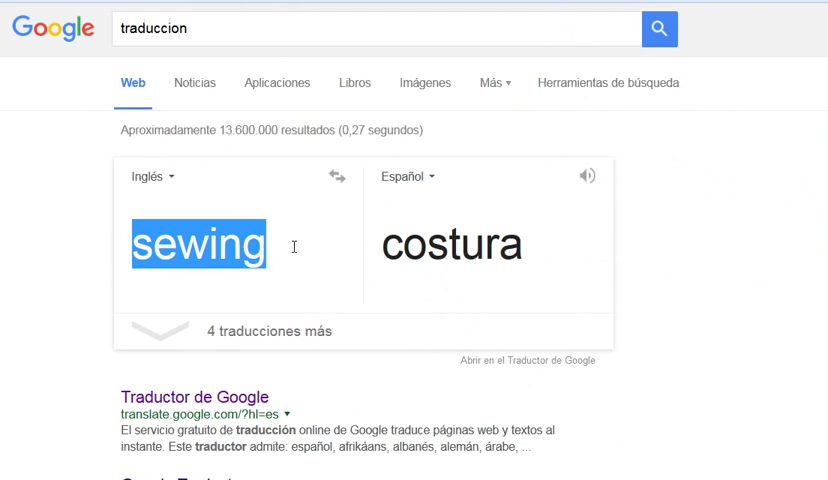 Google
traduccion
Web Noticias Aplicaciones Libros Imágenes Más Herramientas de búsqueda
Aproximadamente 13.600.000 resultados (0,27 segundos)
Inglés Español
sewing costura
4 traducciones más
Abrir en el Traductor de Google
Traductor de Google
translate.google.com/?hl=es
El servicio gratuito de traducción online de Google traduce páginas web y textos al
instante. Este traductor admite: español, afrikáans, albanés, alemán, árabe, ...